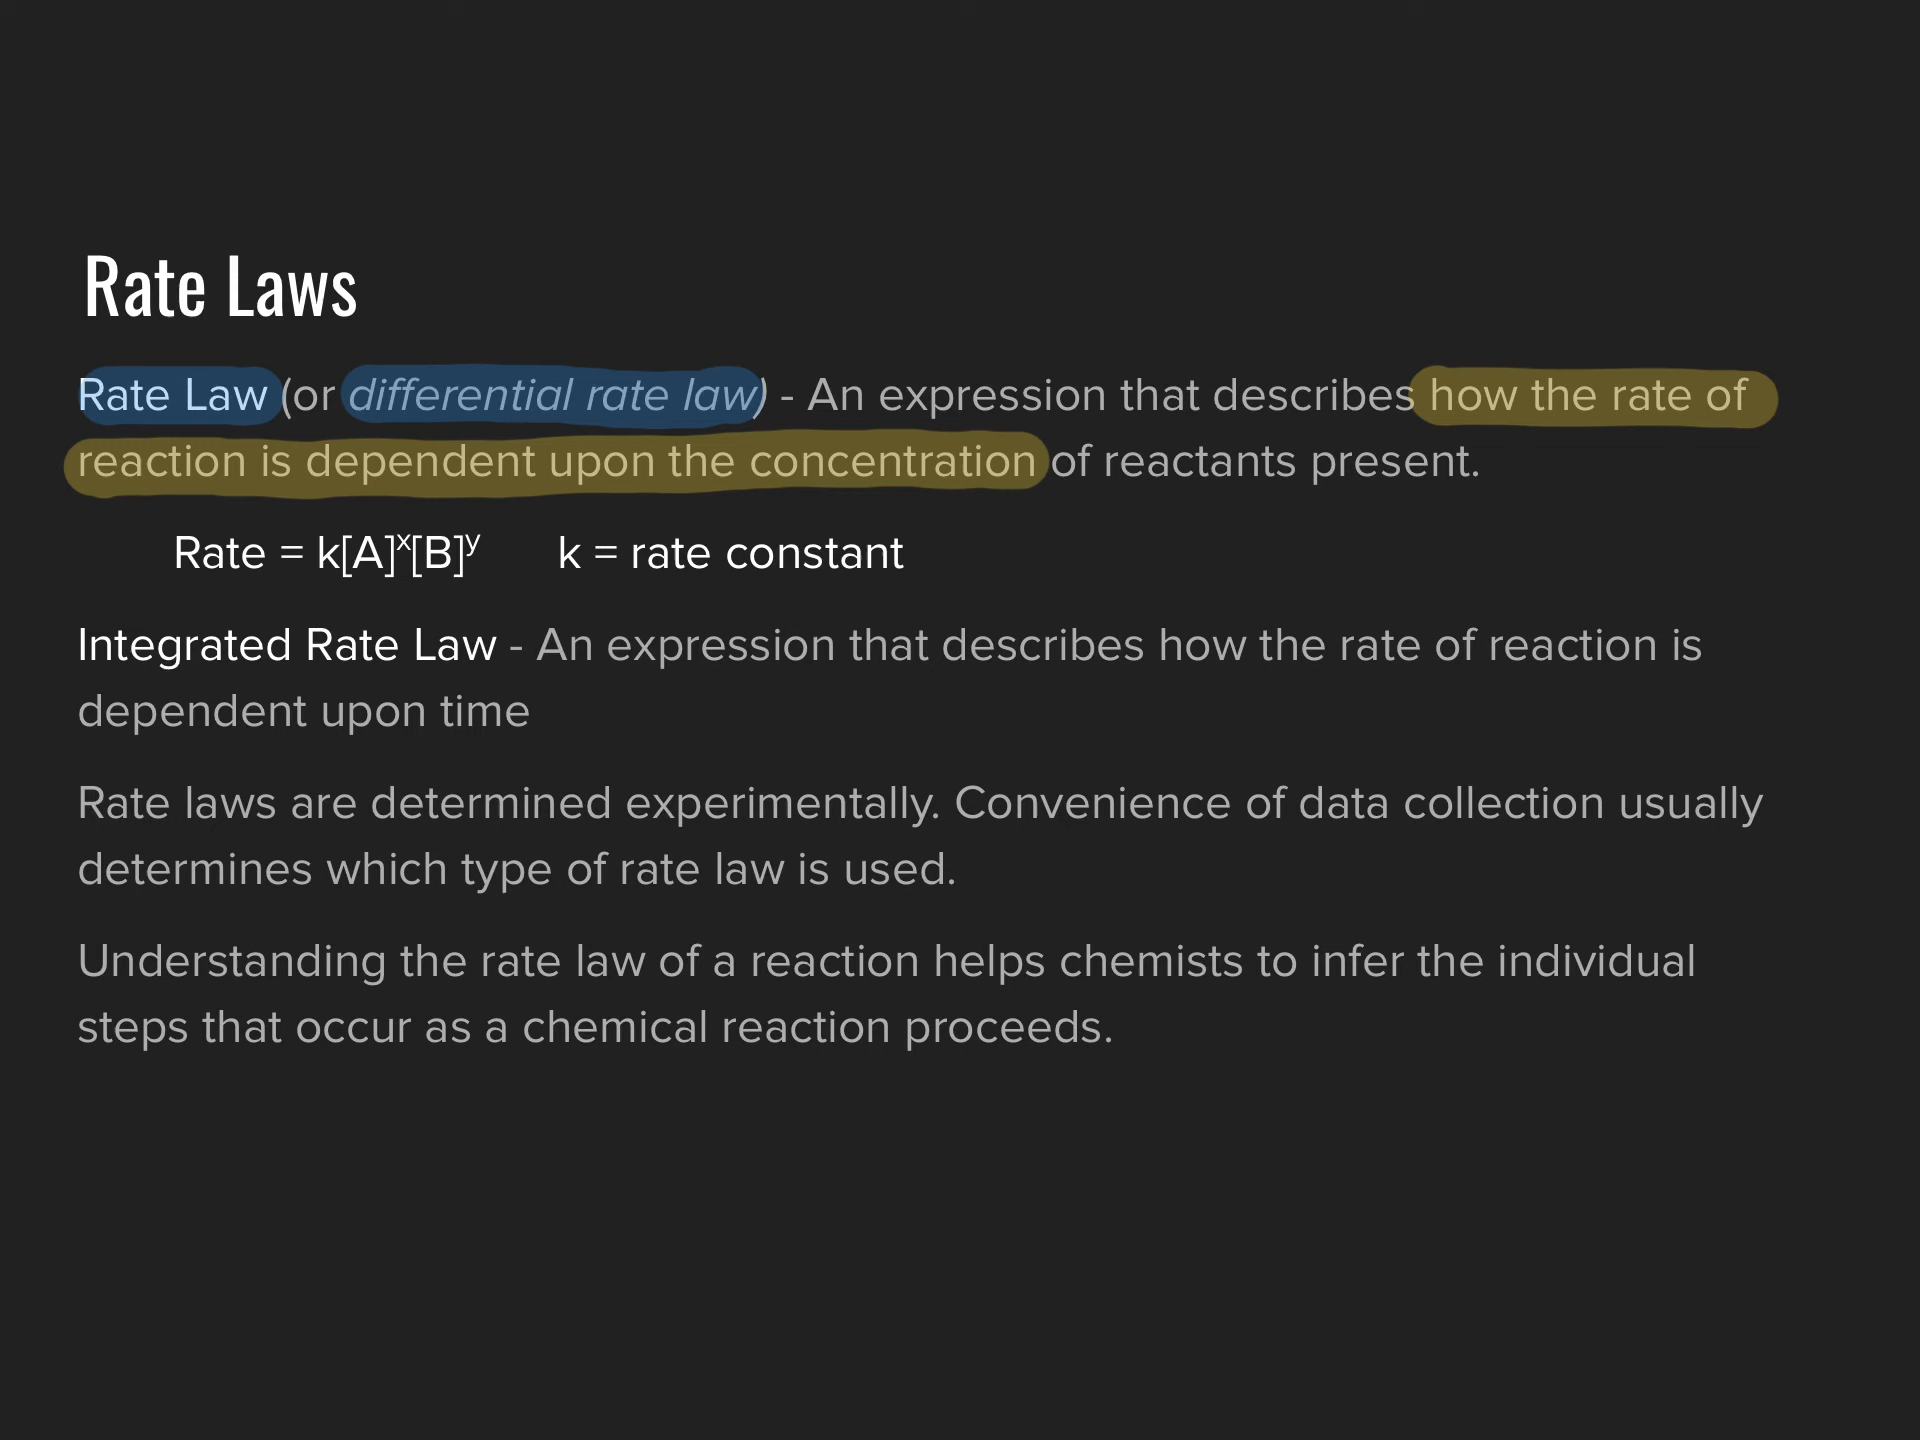 Rate Laws
Rate Law (or differential rate law) - An expression that describes how the rate of
reaction is dependent upon the concentration of reactants present.
Rate = k[A]ˣ[B]ʸ k = rate constant
Integrated Rate Law - An expression that describes how the rate of reaction is
dependent upon time
Rate laws are determined experimentally. Convenience of data collection usually
determines which type of rate law is used.
Understanding the rate law of a reaction helps chemists to infer the individual
steps that occur as a chemical reaction proceeds.